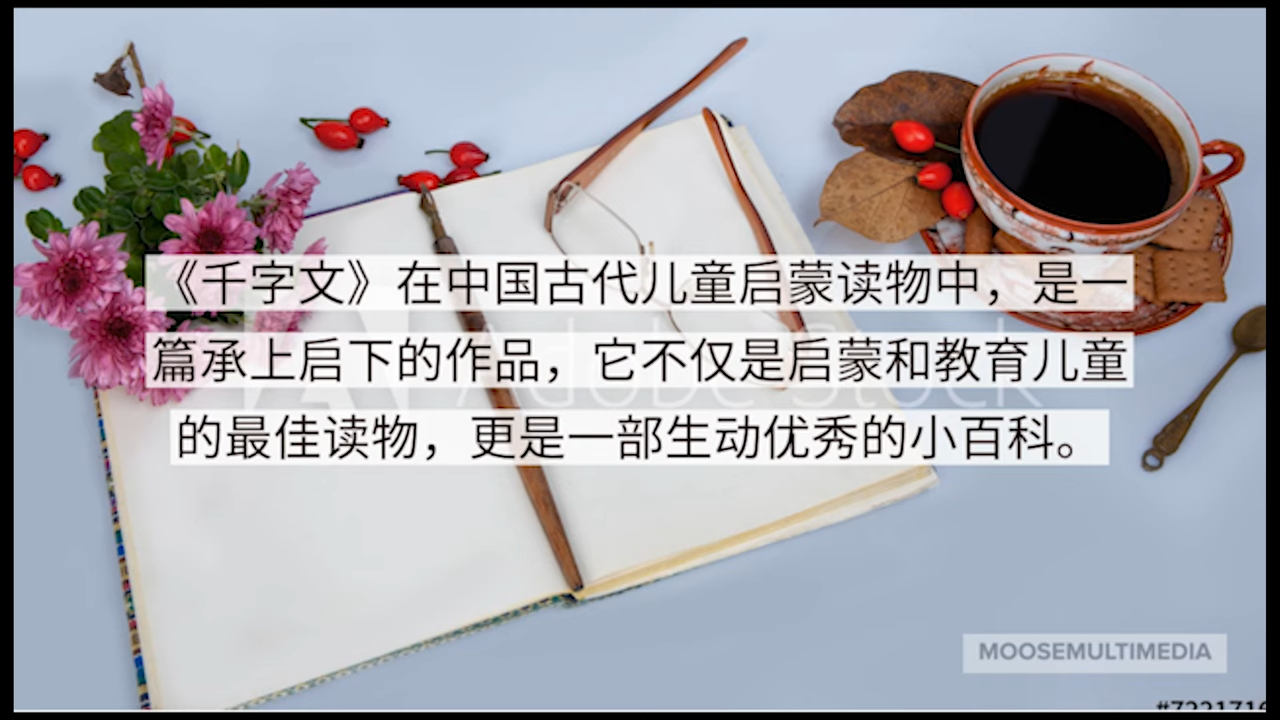 《千字文》在中国古代儿童启蒙读物中，是一
篇承上启下的作品，它不仅是启蒙和教育儿童
的最佳读物，更是一部生动优秀的小百科。
Adobe Stock
MOOSEMULTIMEDIA